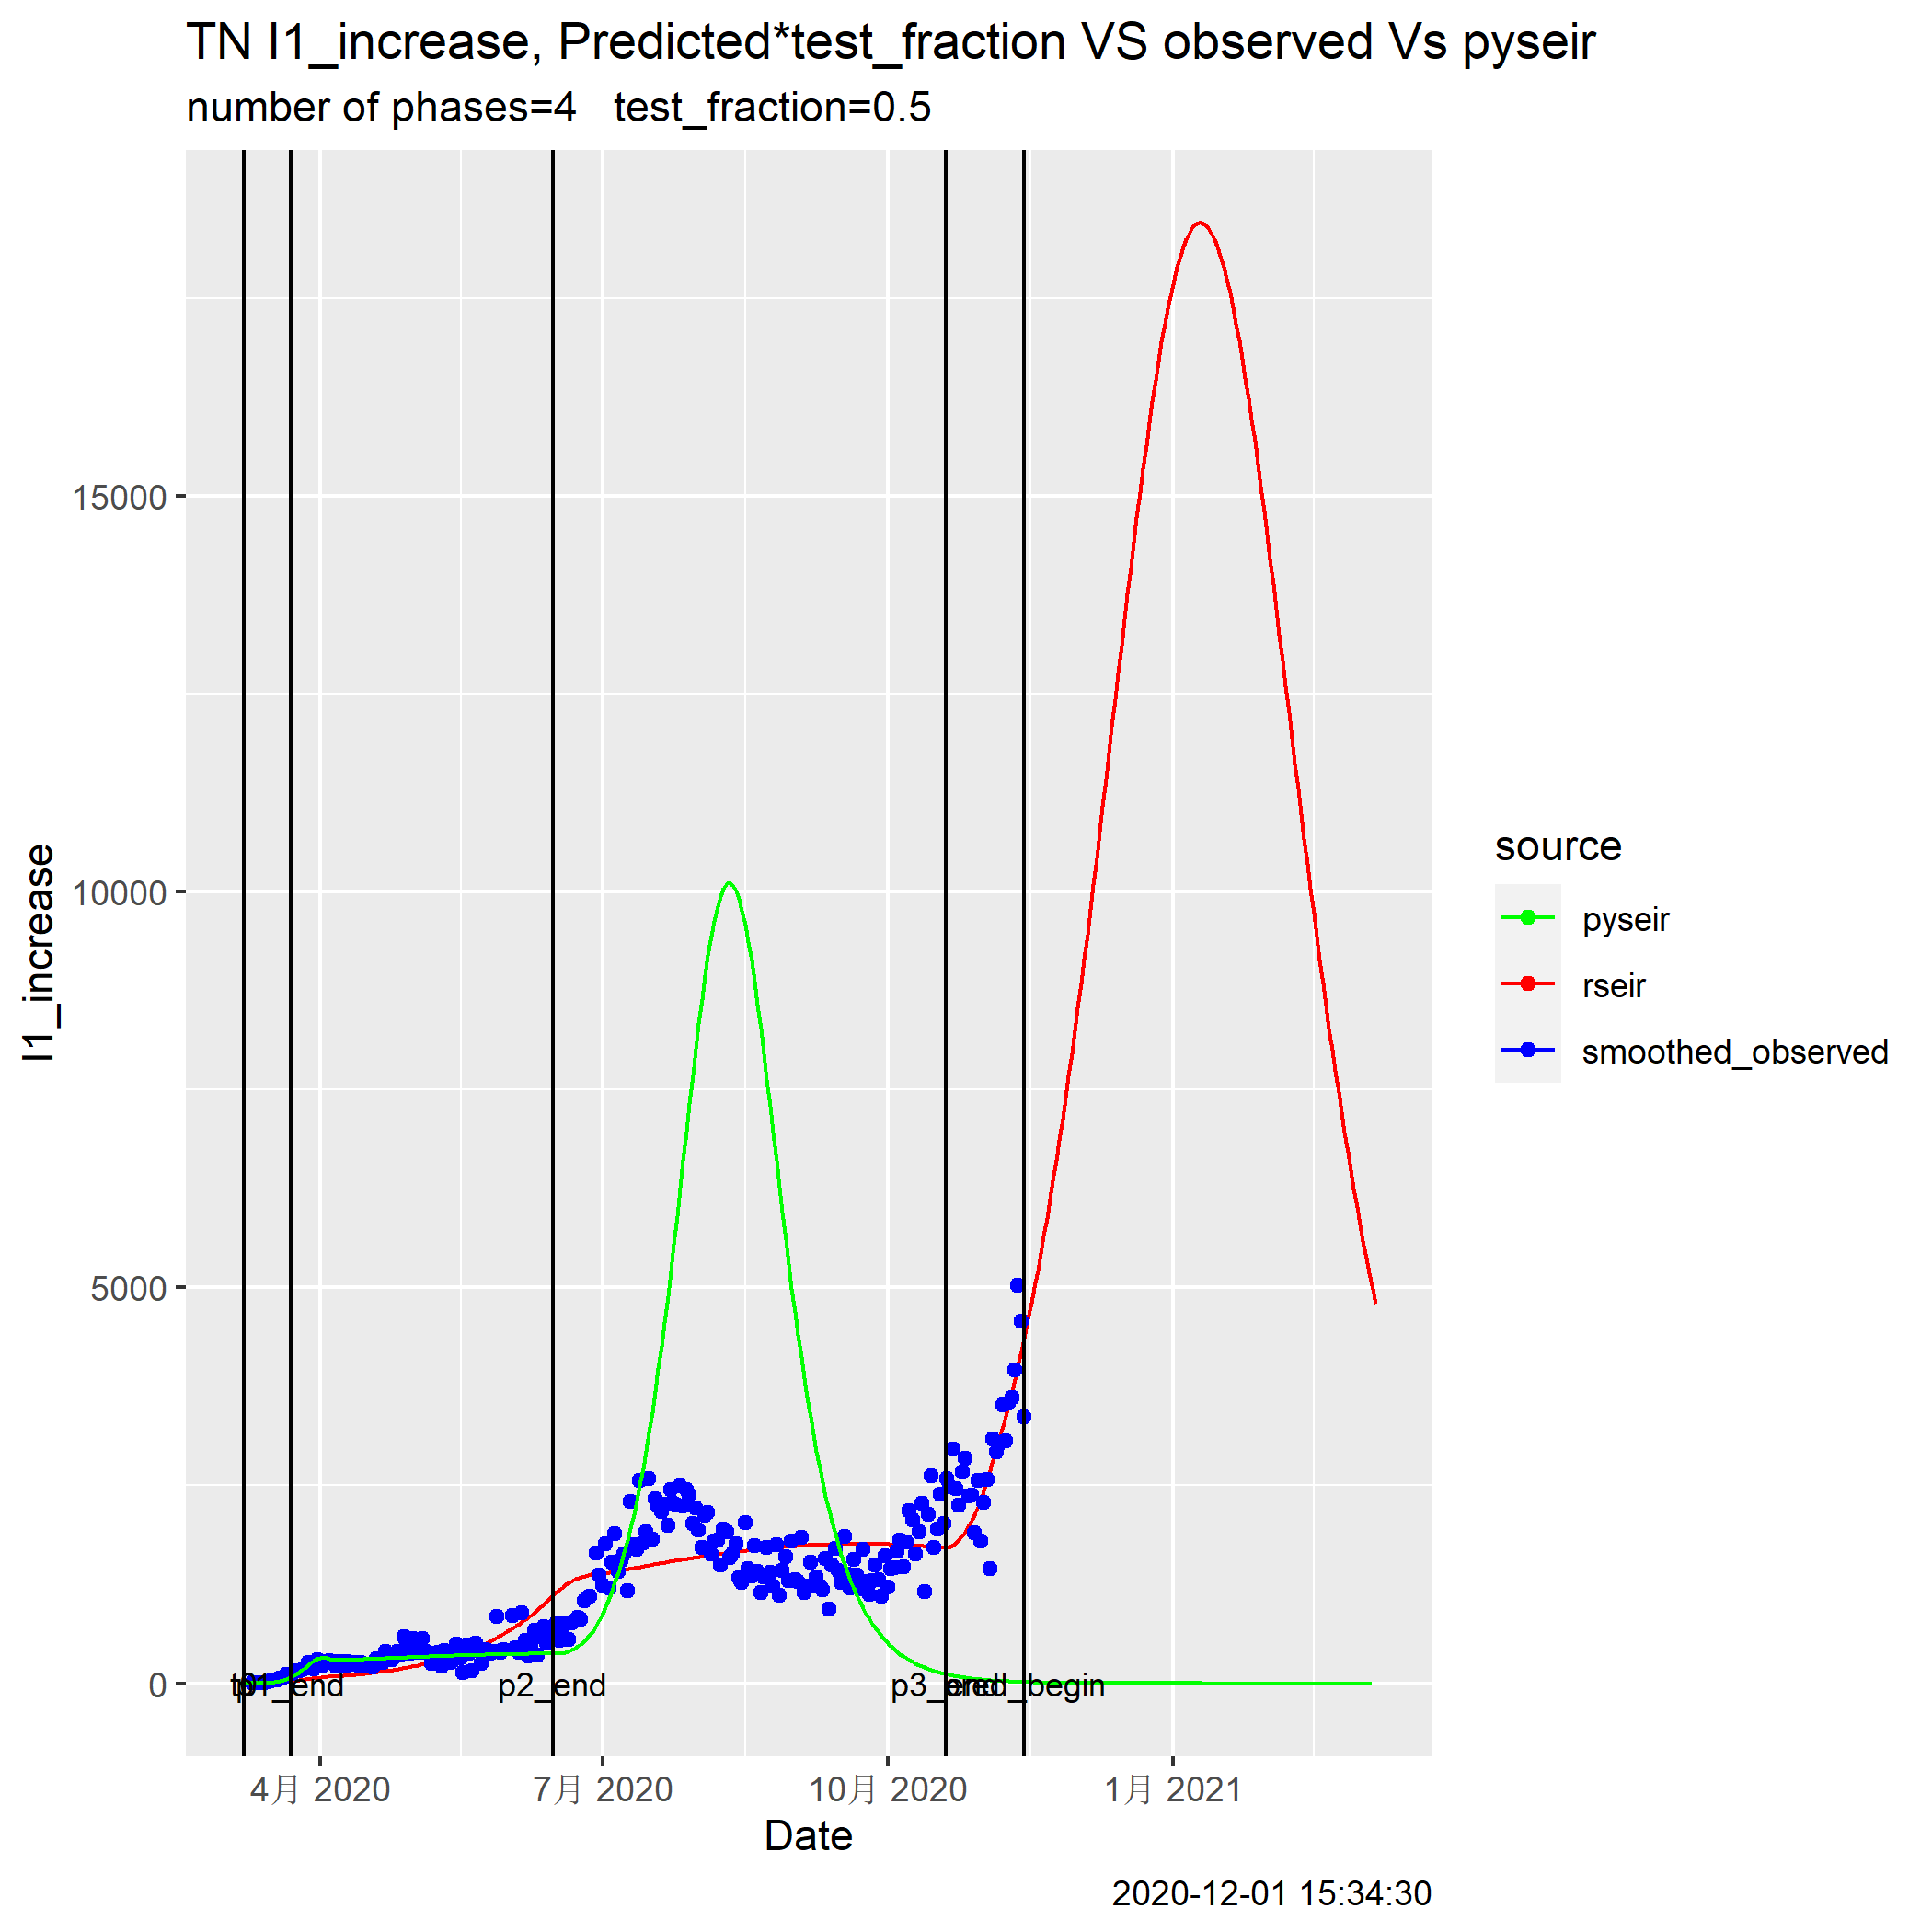 TN I1_increase, Predicted*test_fraction VS observed Vs pyseir
number of phases=4 test_fraction=0.5
I1_increase
15000
10000
5000
0
p1_end
p2_end
p3_end
pred_begin
4月 2020
7月 2020
10月 2020
1月 2021
Date
source
pyseir
rseir
smoothed_observed
2020-12-01 15:34:30